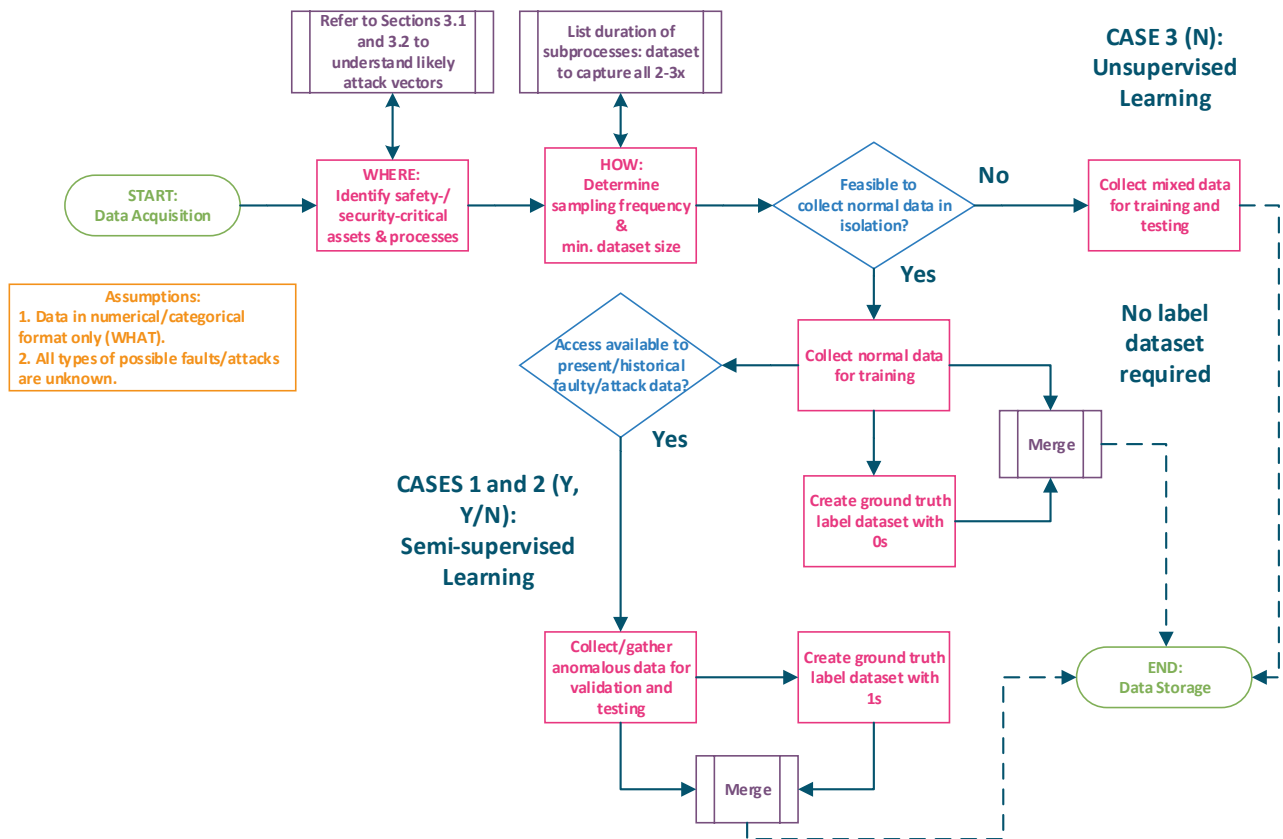 Refer to Sections 3.1
and 3.2 to
understand likely
attack vectors
List duration of
subprocesses: dataset
to capture all 2-3x
CASE 3 (N):
Unsupervised
Learning
START:
Data Acquisition
WHERE:
Identify safety-/
security-critical
assets & processes
HOW:
Determine
sampling frequency
&
min. dataset size
Feasible to
collect normal data in
isolation?
No
Collect mixed data
for training and
testing
Yes
Assumptions:
1. Data in numerical/categorical
format only (WHAT).
2. All types of possible faults/attacks
are unknown.
Access available to
present/historical
faulty/attack data?
Collect normal data
for training
No label
dataset
required
Yes
Merge
CASES 1 and 2 (Y,
Y/N):
Semi-supervised
Learning
Create ground truth
label dataset with
0s
Collect/gather
anomalous data for
validation and
testing
Create ground truth
label dataset with
1s
END:
Data Storage
Merge